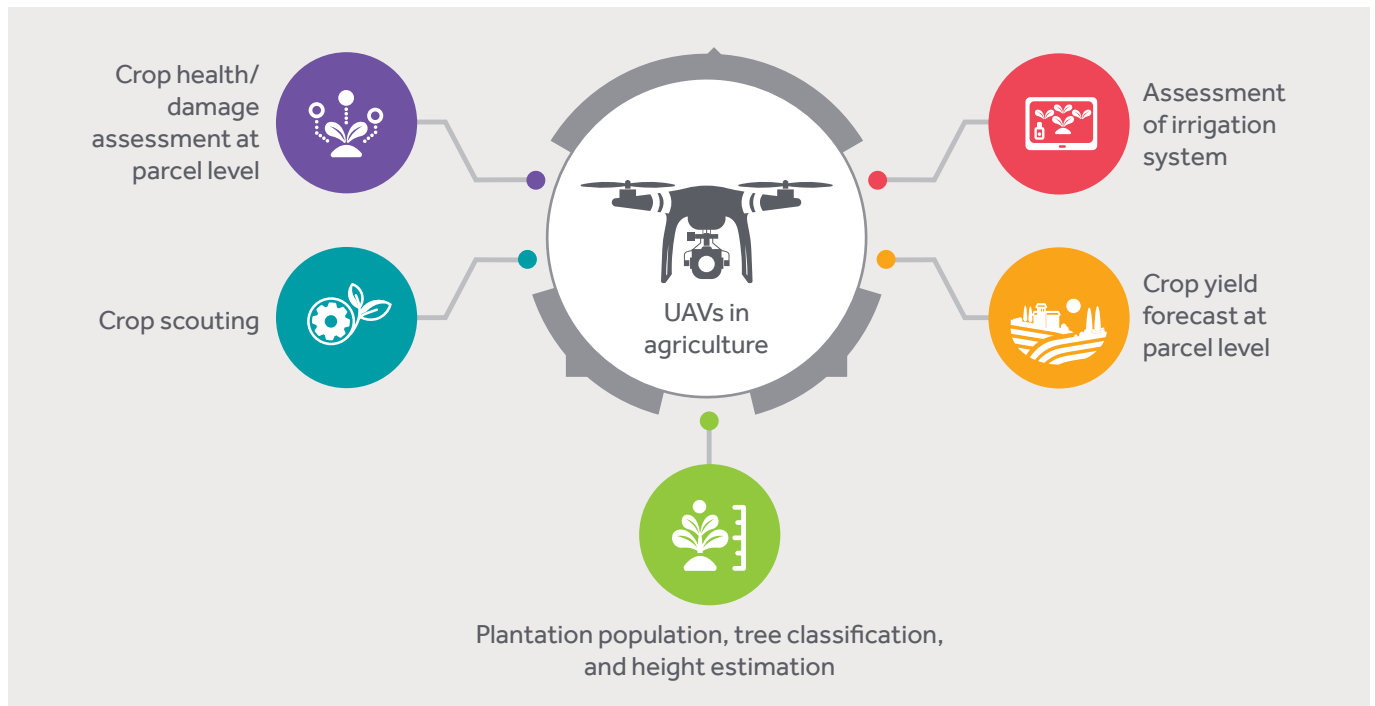 Crop health/
damage
assessment at
parcel level
Assessment
of irrigation
system
Crop scouting
UAVs in
agriculture
Crop yield
forecast at
parcel level
Plantation population, tree classification,
and height estimation